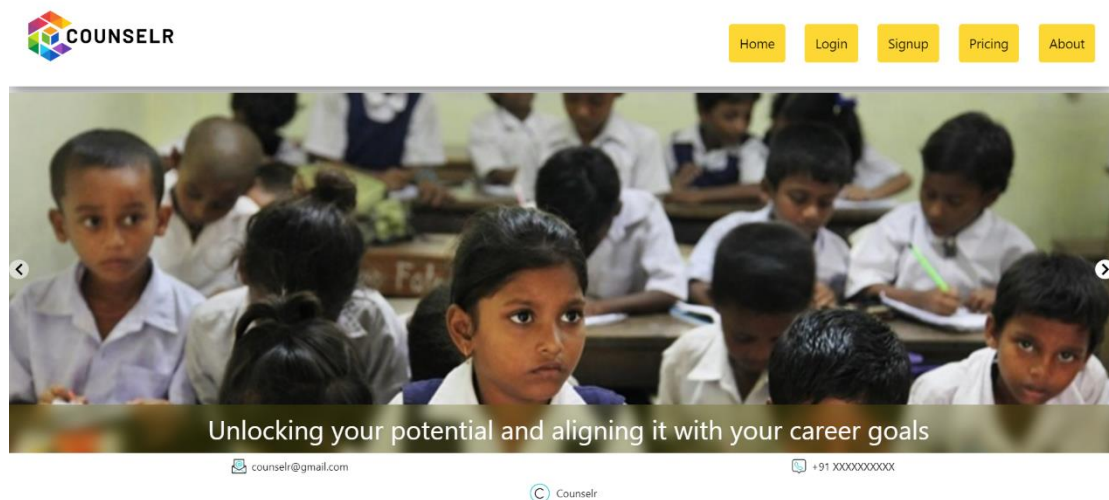 COUNSELR
Home Login Signup Pricing About
Unlocking your potential and aligning it with your career goals
counselr@gmail.com +91 XXXXXXXXXX
C Counselr